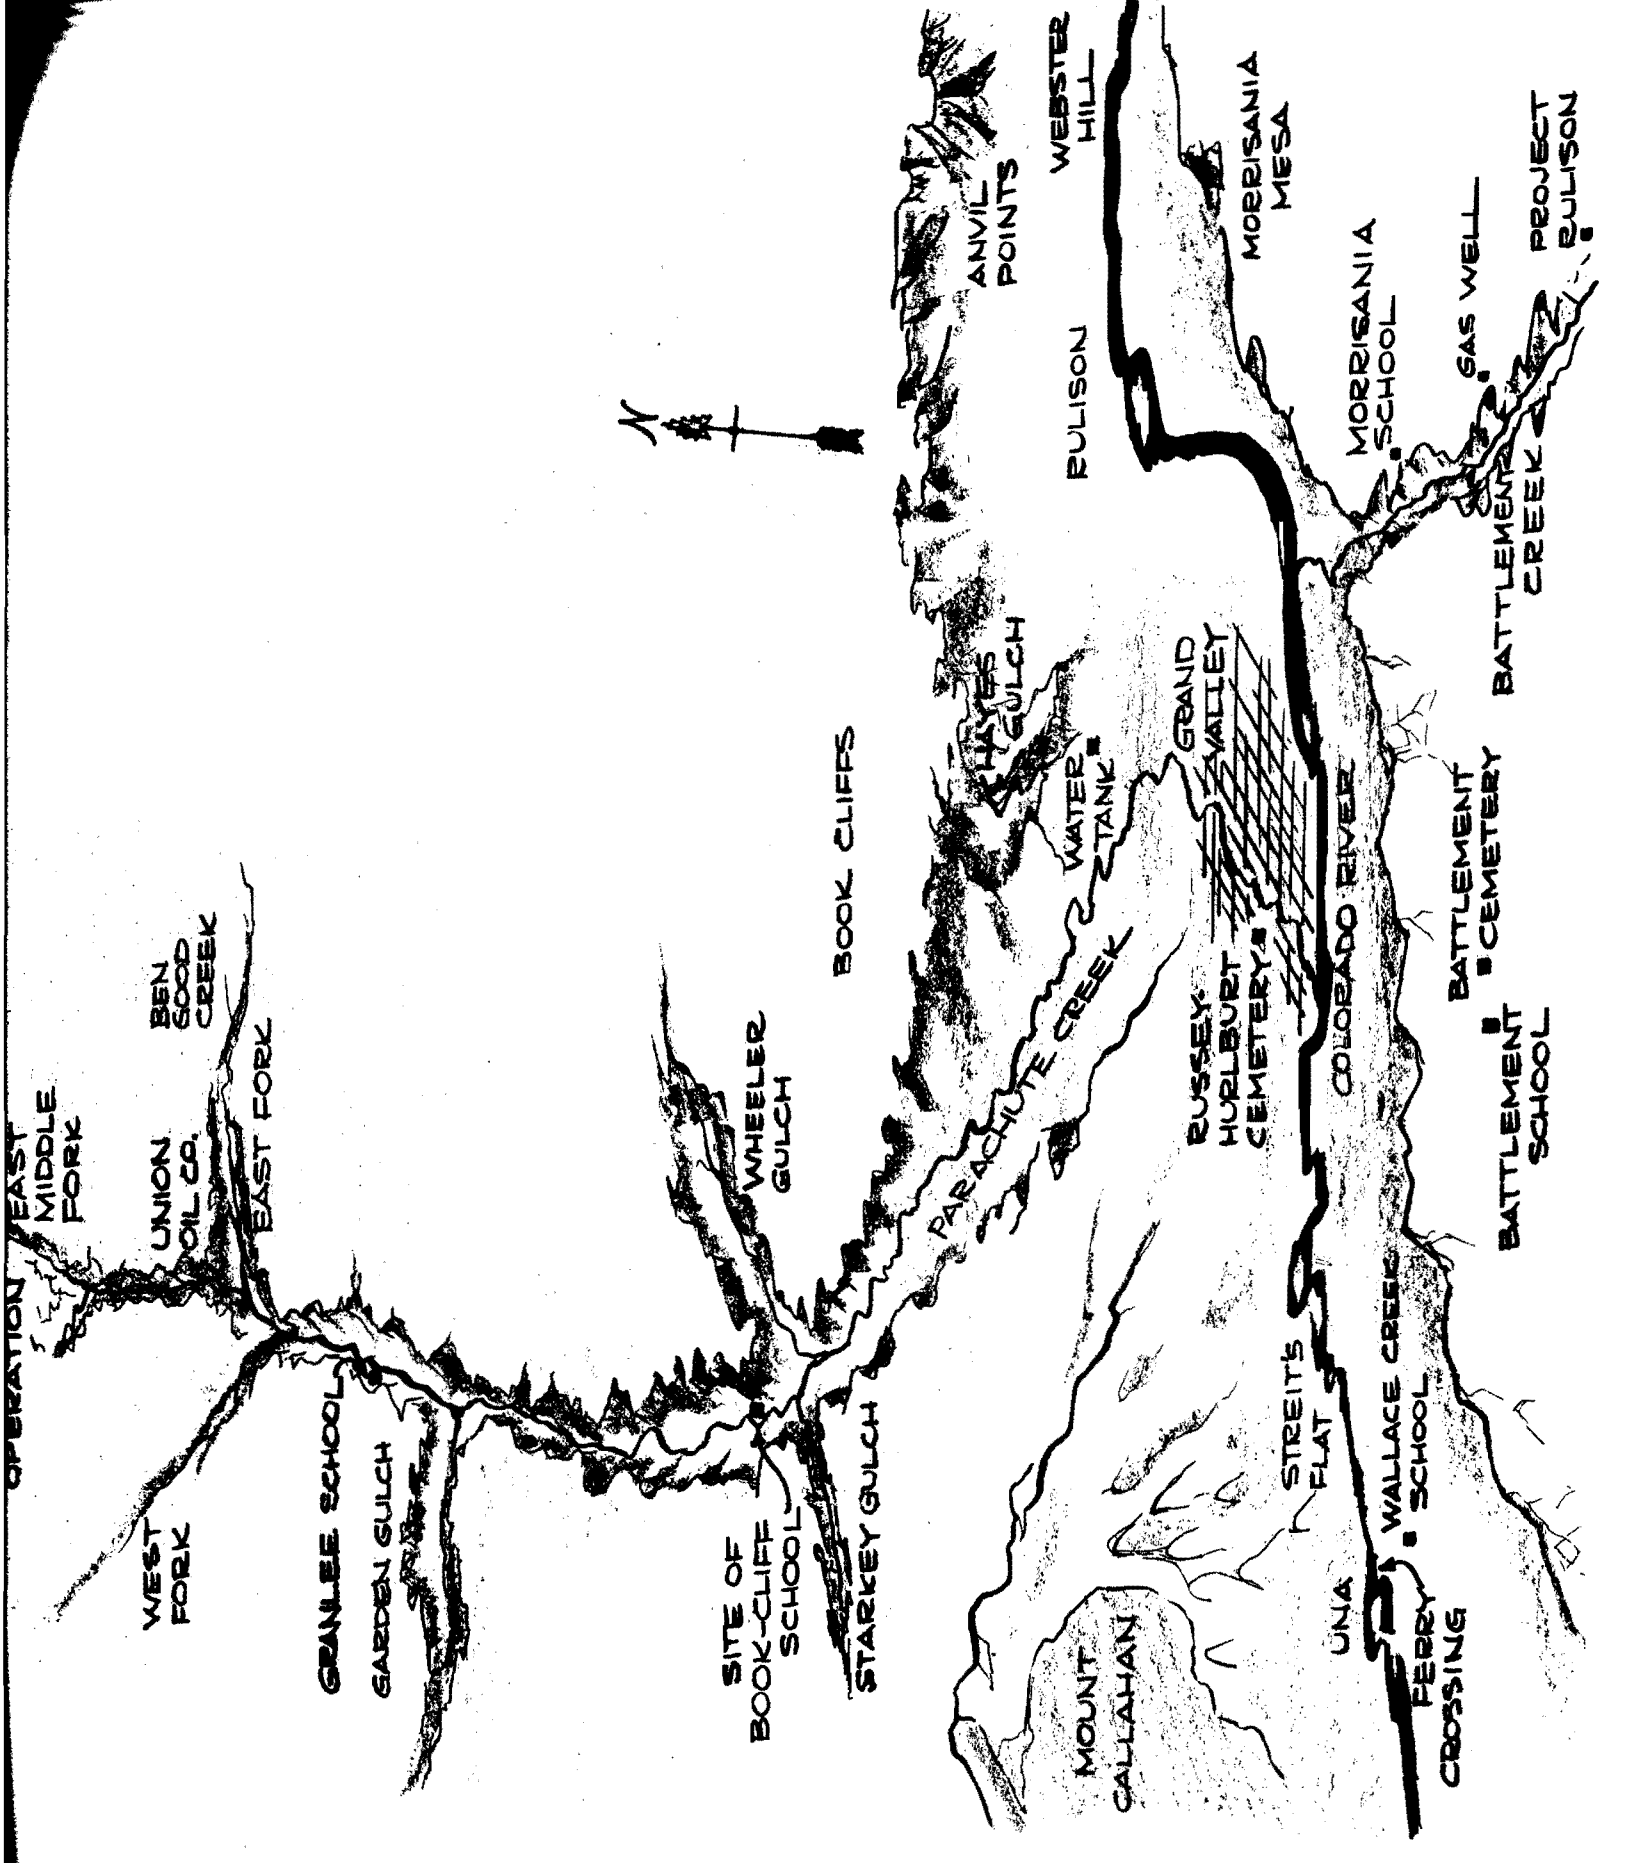 OPERATION
EAST
MIDDLE
FORK
UNION
OIL CO.
BEN
GOOD
CREEK
EAST FORK
WEST
FORK
GRANLEE SCHOOL
GARDEN GULCH
WHEELER
GULCH
SITE OF
BOOK-CLIFF
SCHOOL
STARKEY GULCH
BOOK CLIFFS
N
ANVIL
POINTS
HAYES
GULCH
WATER
TANK
PARACHUTE CREEK
MOUNT
CALLAHAN
GRAND
VALLEY
RUSSEY-
HURLBURT
CEMETERY
RULISON
WEBSTER
HILL
MORRISANIA
MESA
MORRISANIA
SCHOOL
GAS WELL
PROJECT
RULISON
BATTLEMENT
CREEK
COLORADO RIVER
STREIT'S
FLAT
UNA
WALLACE CREEK
SCHOOL
FERRY
CROSSING
BATTLEMENT
CEMETERY
BATTLEMENT
SCHOOL